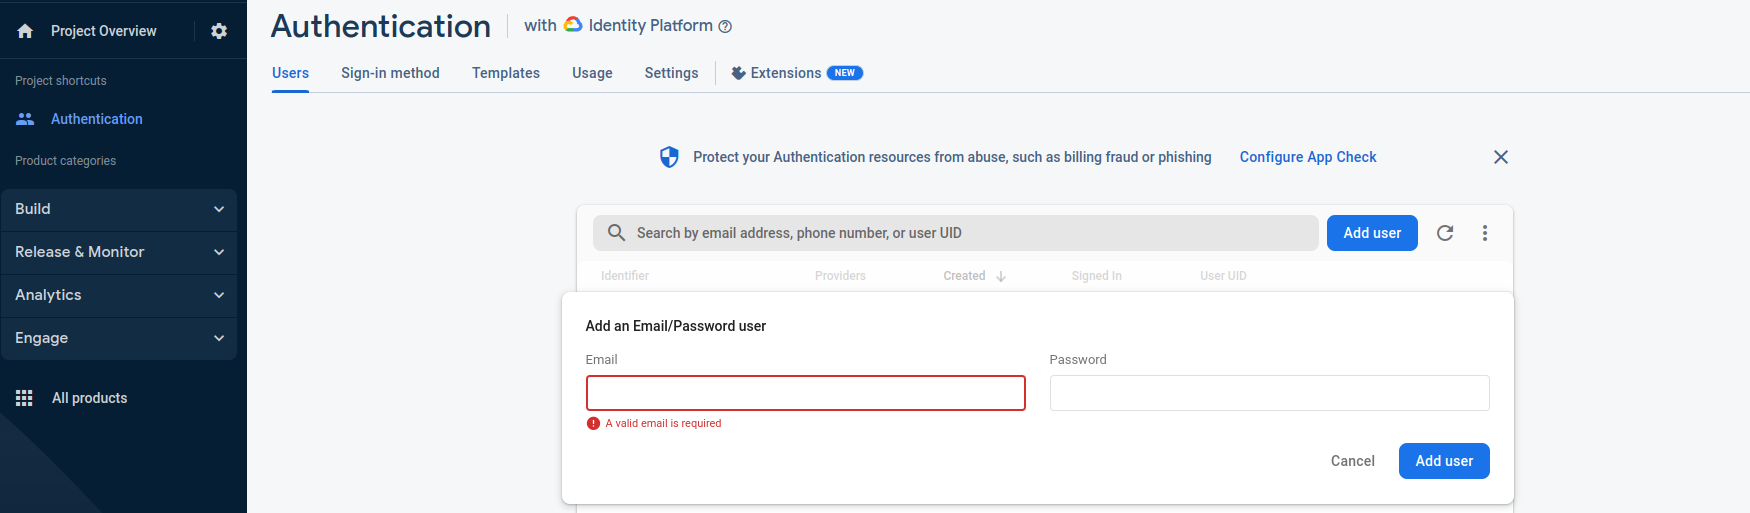 Project Overview
Project shortcuts
Authentication
Product categories
Build
Release & Monitor
Analytics
Engage
All products
Authentication with Identity Platform
Users Sign-in method Templates Usage Settings Extensions NEW
Protect your Authentication resources from abuse, such as billing fraud or phishing Configure App Check
Search by email address, phone number, or user UID Add user
Identifier Providers Created Signed In User UID
Add an Email/Password user
Email Password
A valid email is required
Cancel Add user